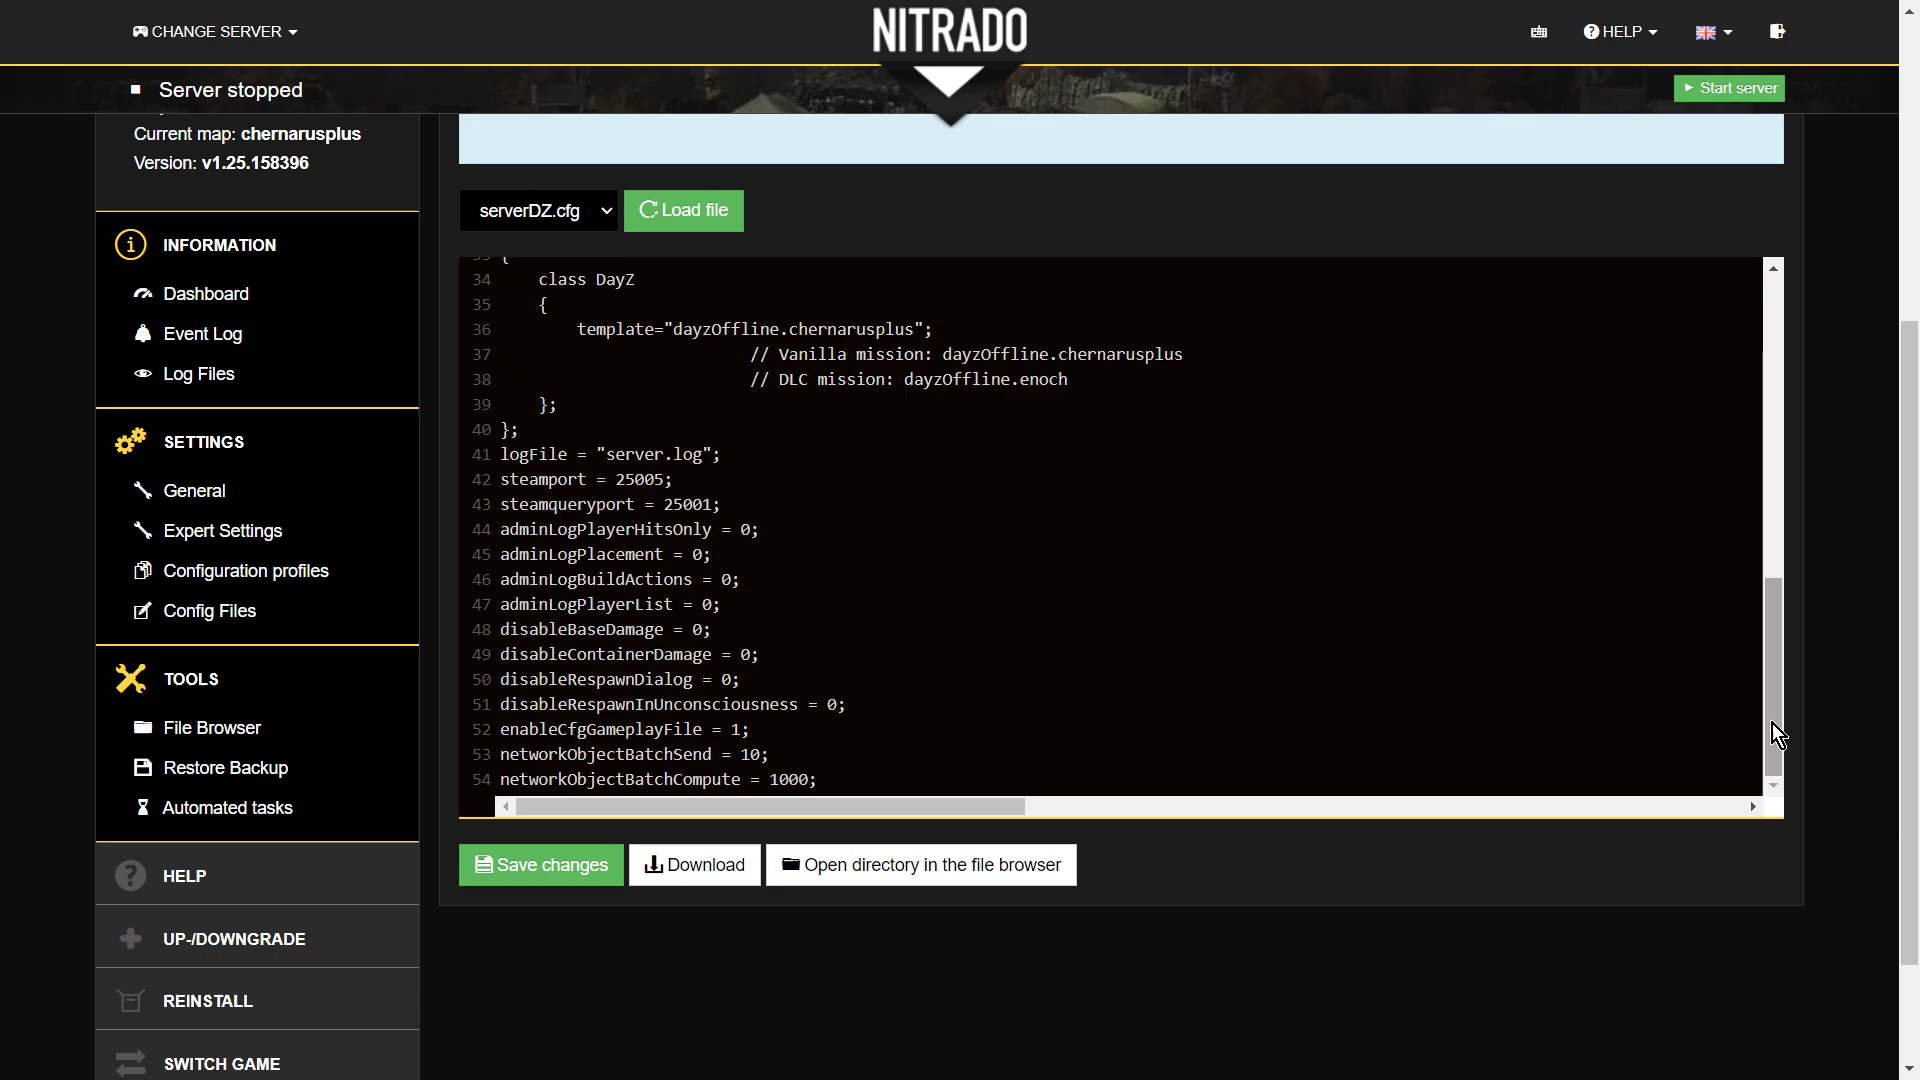 CHANGE SERVER
NITRADO
HELP
Server stopped
Start server
Current map: chernarusplus
Version: v1.25.158396
INFORMATION
Dashboard
Event Log
Log Files
SETTINGS
General
Expert Settings
Configuration profiles
Config Files
TOOLS
File Browser
Restore Backup
Automated tasks
HELP
UP-/DOWNGRADE
REINSTALL
SWITCH GAME
serverDZ.cfg
Load file
33 {
34 class DayZ
35 {
36 template="dayzOffline.chernarusplus";
37 // Vanilla mission: dayzOffline.chernarusplus
38 // DLC mission: dayzOffline.enoch
39 };
40 };
41 logFile = "server.log";
42 steamport = 25005;
43 steamqueryport = 25001;
44 adminLogPlayerHitsOnly = 0;
45 adminLogPlacement = 0;
46 adminLogBuildActions = 0;
47 adminLogPlayerList = 0;
48 disableBaseDamage = 0;
49 disableContainerDamage = 0;
50 disableRespawnDialog = 0;
51 disableRespawnInUnconsciousness = 0;
52 enableCfgGameplayFile = 1;
53 networkObjectBatchSend = 10;
54 networkObjectBatchCompute = 1000;
Save changes
Download
Open directory in the file browser